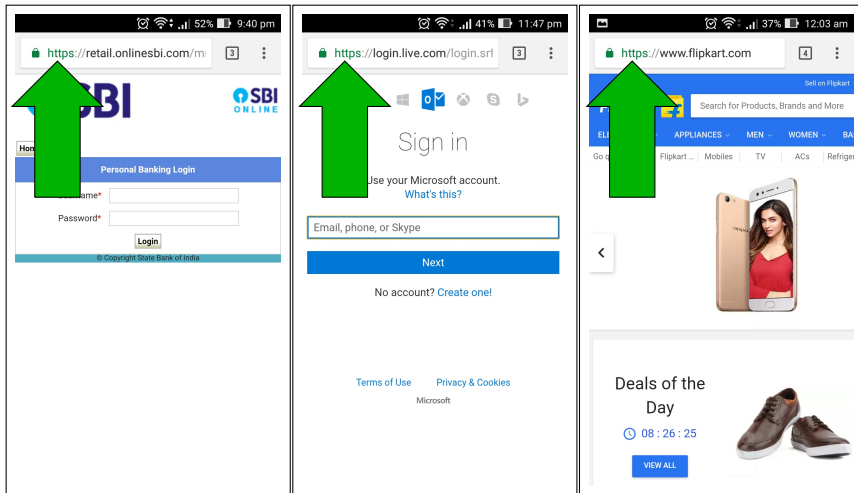 52% 9:40 pm
https://retail.onlinesbi.com/m
3
SBI
SBI
ONLINE
Personal Banking Login
Password*
Login
© Copyright State Bank of India
41% 11:47 pm
https://login.live.com/login.srf
3
Sign in
Use your Microsoft account.
What's this?
Email, phone, or Skype
Next
No account? Create one!
Terms of Use Privacy & Cookies
Microsoft
37% 12:03 am
https://www.flipkart.com
4
Sell on Flipkart
Search for Products, Brands and More
APPLIANCES MEN WOMEN BA
Flipkart ... Mobiles TV ACs Refriger
oppo
Deals of the
Day
08 : 26 : 25
VIEW ALL